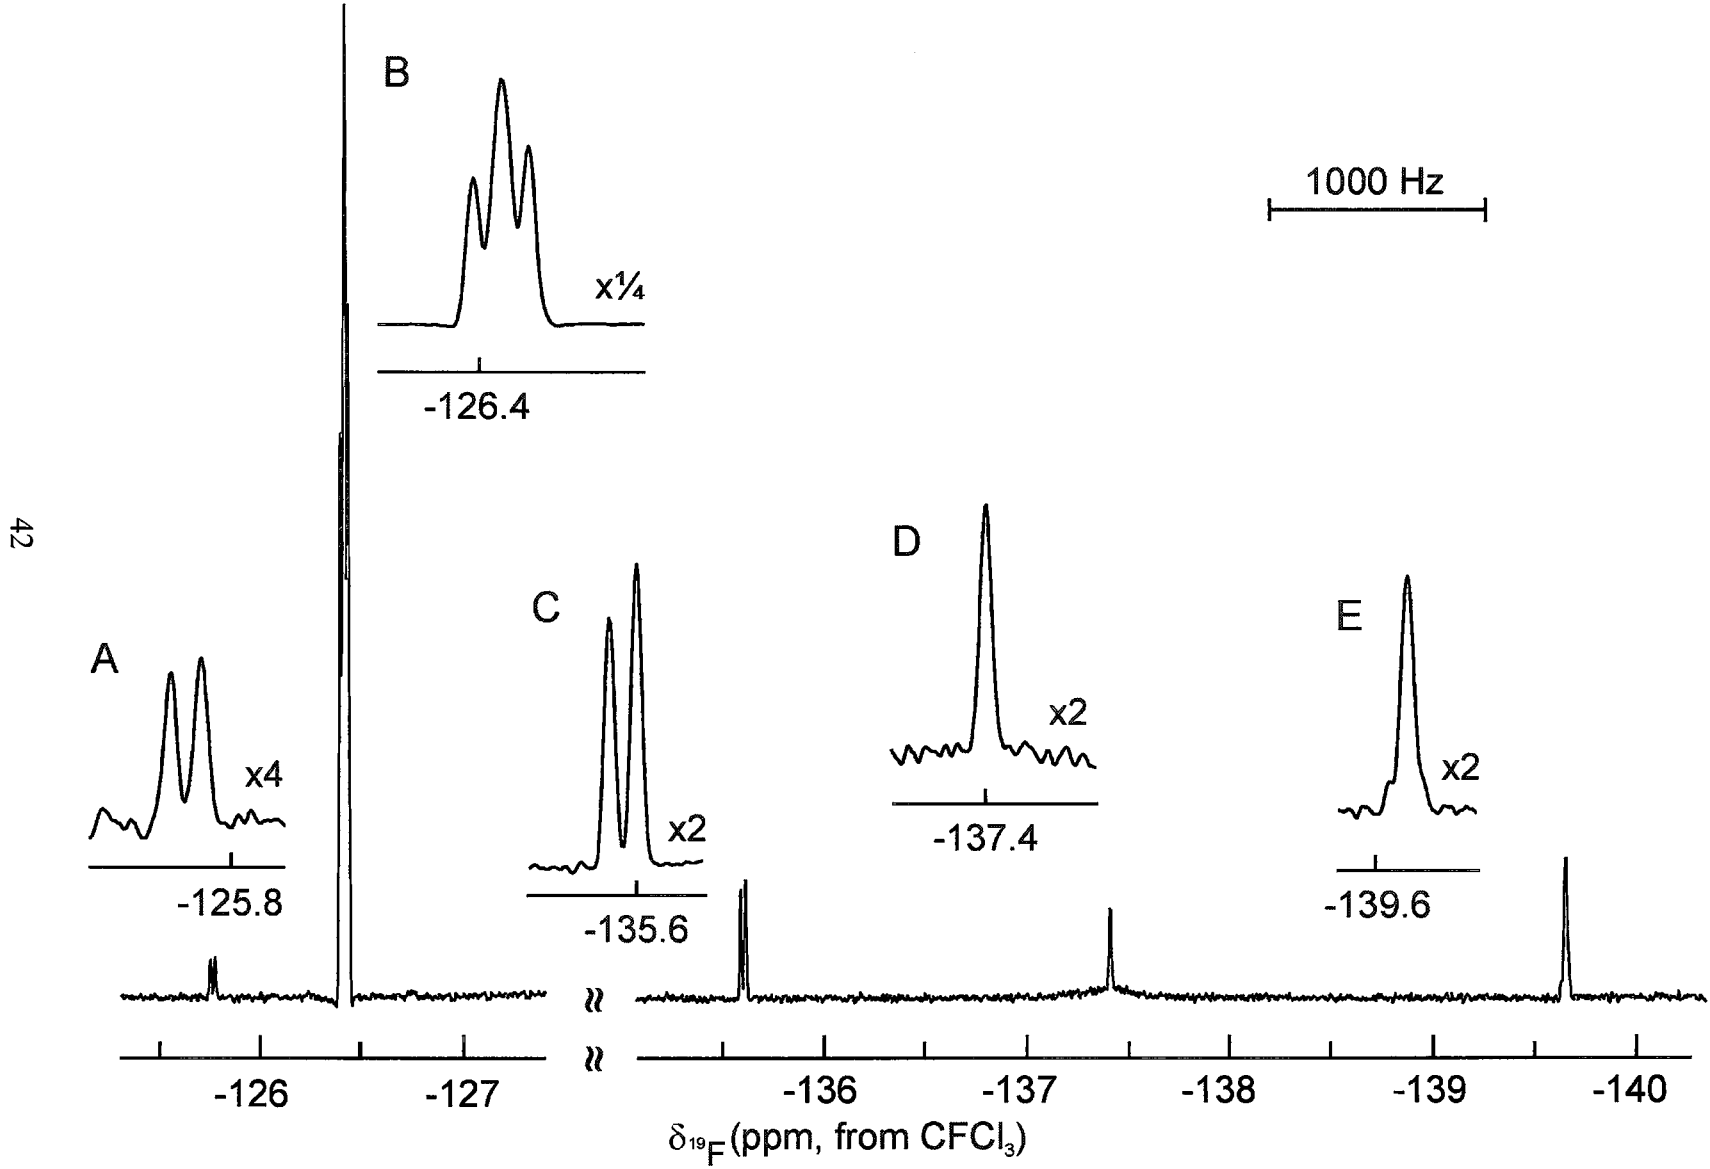 B
1000 Hz
x¼
-126.4
42
D
C
E
A
x2
x4
x2
x2
-125.8
-135.6
-137.4
-139.6
-126
-127
-136
-137
-138
-139
-140
δ ¹⁹F (ppm, from CFCl₃)